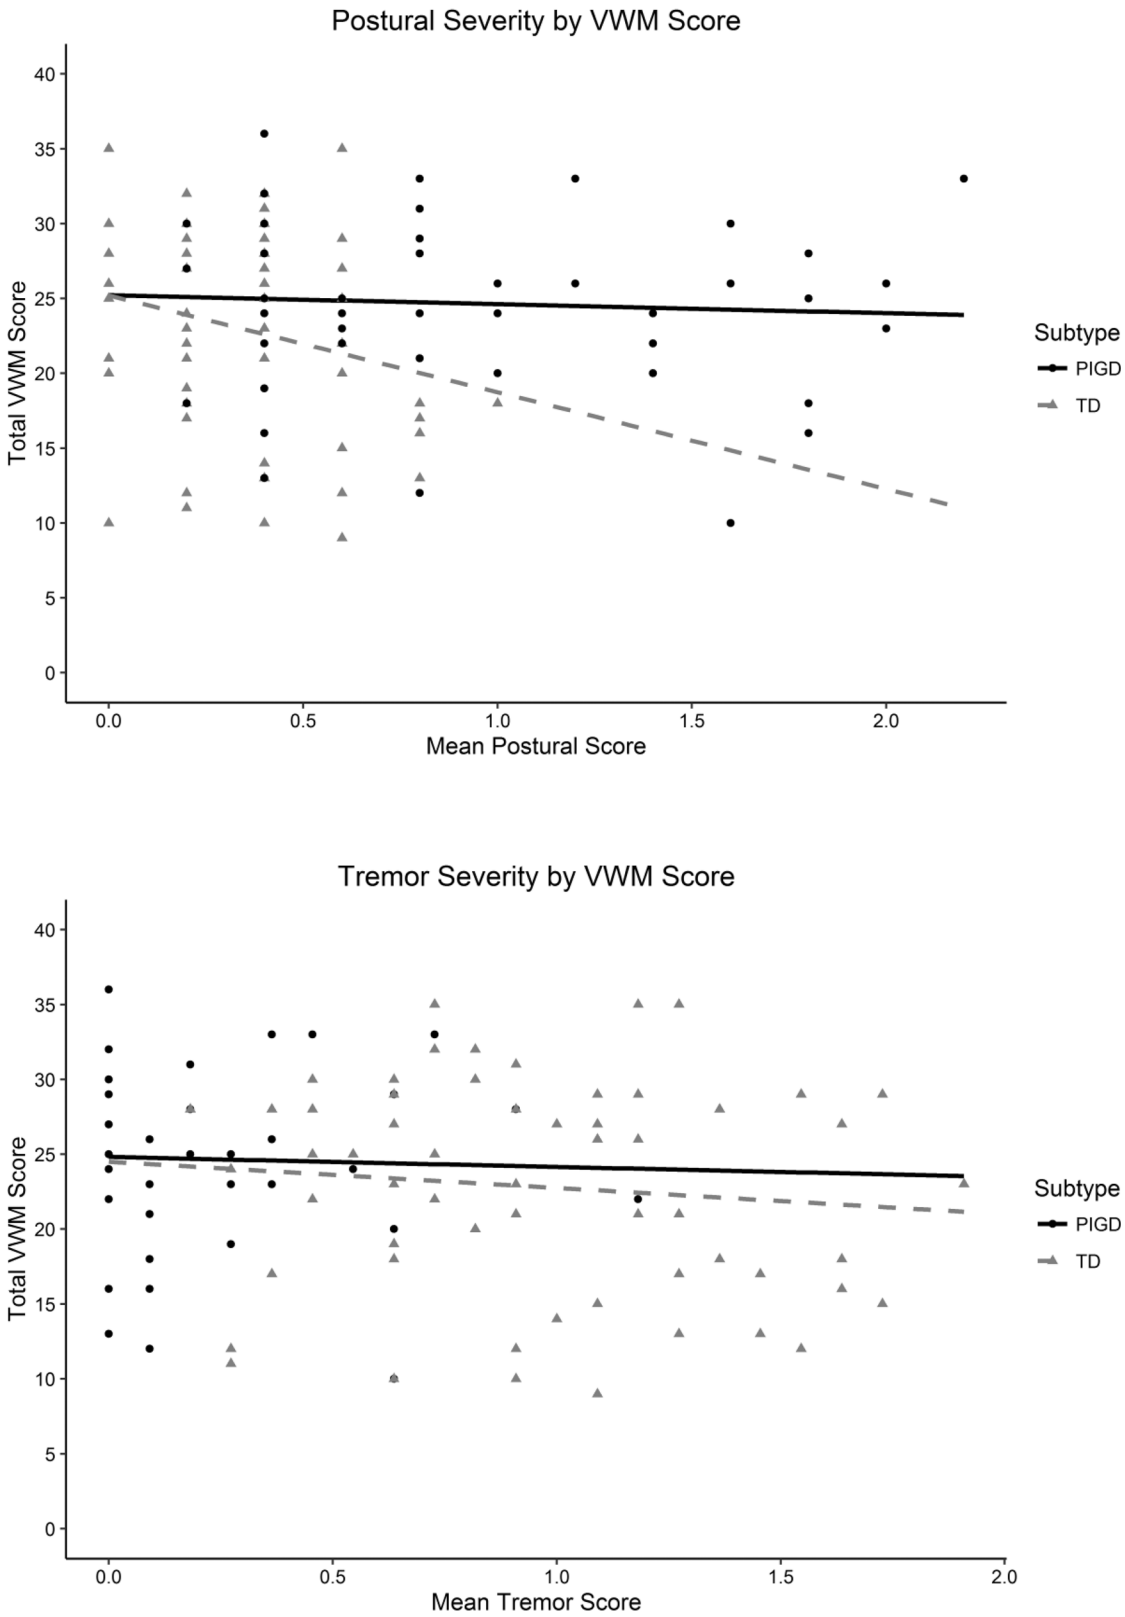 Postural Severity by VWM Score
40
35
30
25
20
15
10
5
0
Total VWM Score
0.0 0.5 1.0 1.5 2.0
Mean Postural Score
Subtype
PIGD
TD
Tremor Severity by VWM Score
40
35
30
25
20
15
10
5
0
Total VWM Score
0.0 0.5 1.0 1.5 2.0
Mean Tremor Score
Subtype
PIGD
TD